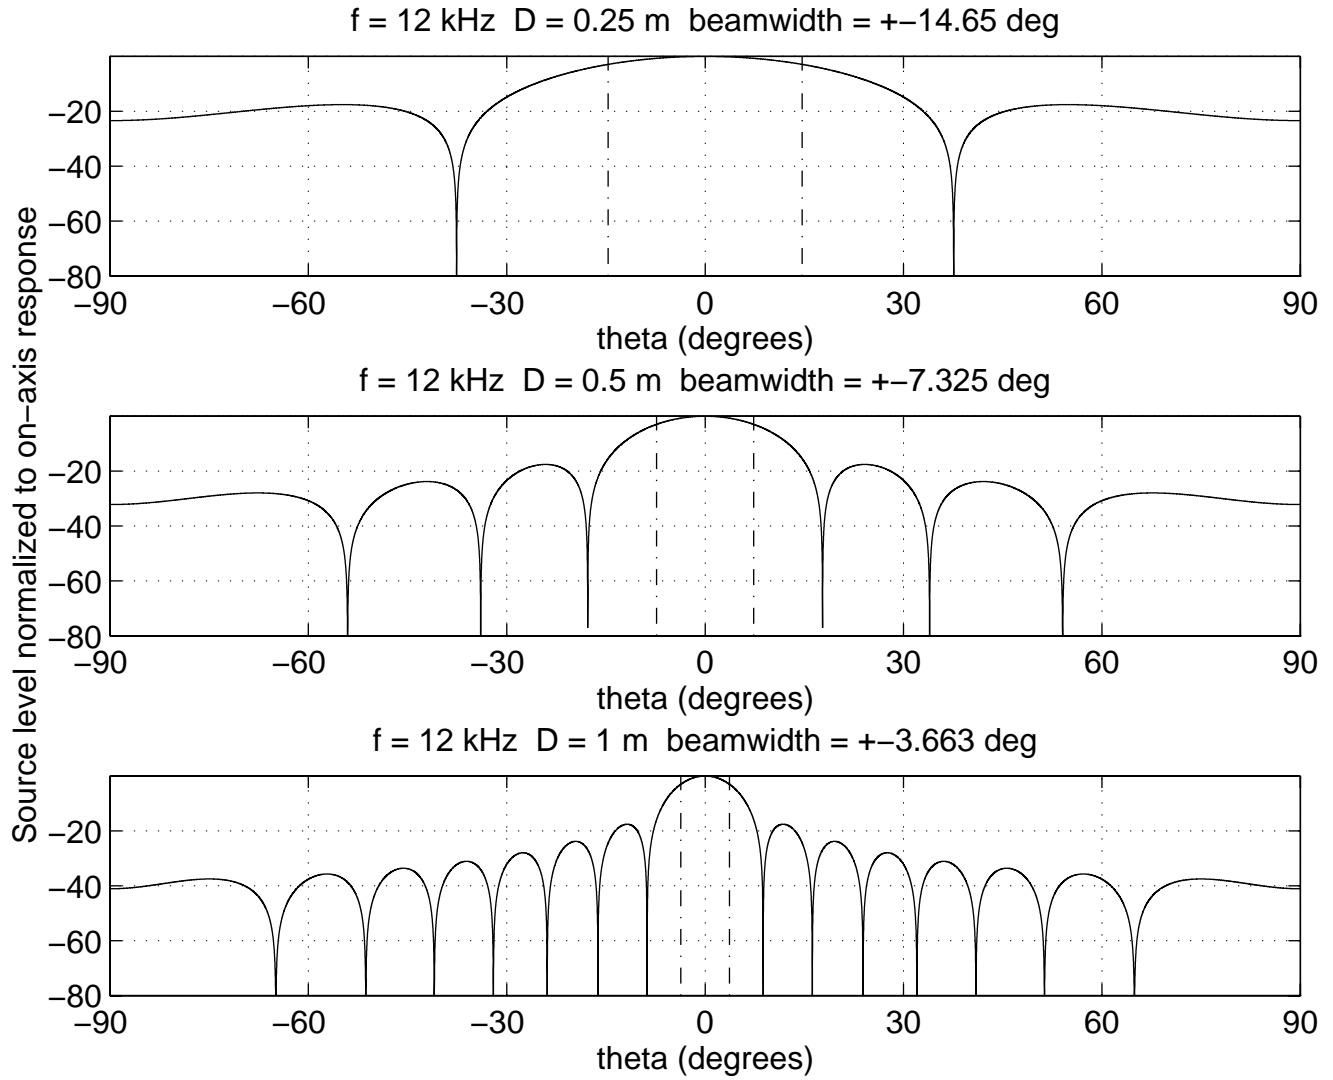 Source level normalized to on−axis response
f = 12 kHz D = 0.25 m beamwidth = +−14.65 deg
−20
−40
−60
−80
−90 −60 −30 0 30 60 90
theta (degrees)
f = 12 kHz D = 0.5 m beamwidth = +−7.325 deg
−20
−40
−60
−80
−90 −60 −30 0 30 60 90
theta (degrees)
f = 12 kHz D = 1 m beamwidth = +−3.663 deg
−20
−40
−60
−80
−90 −60 −30 0 30 60 90
theta (degrees)